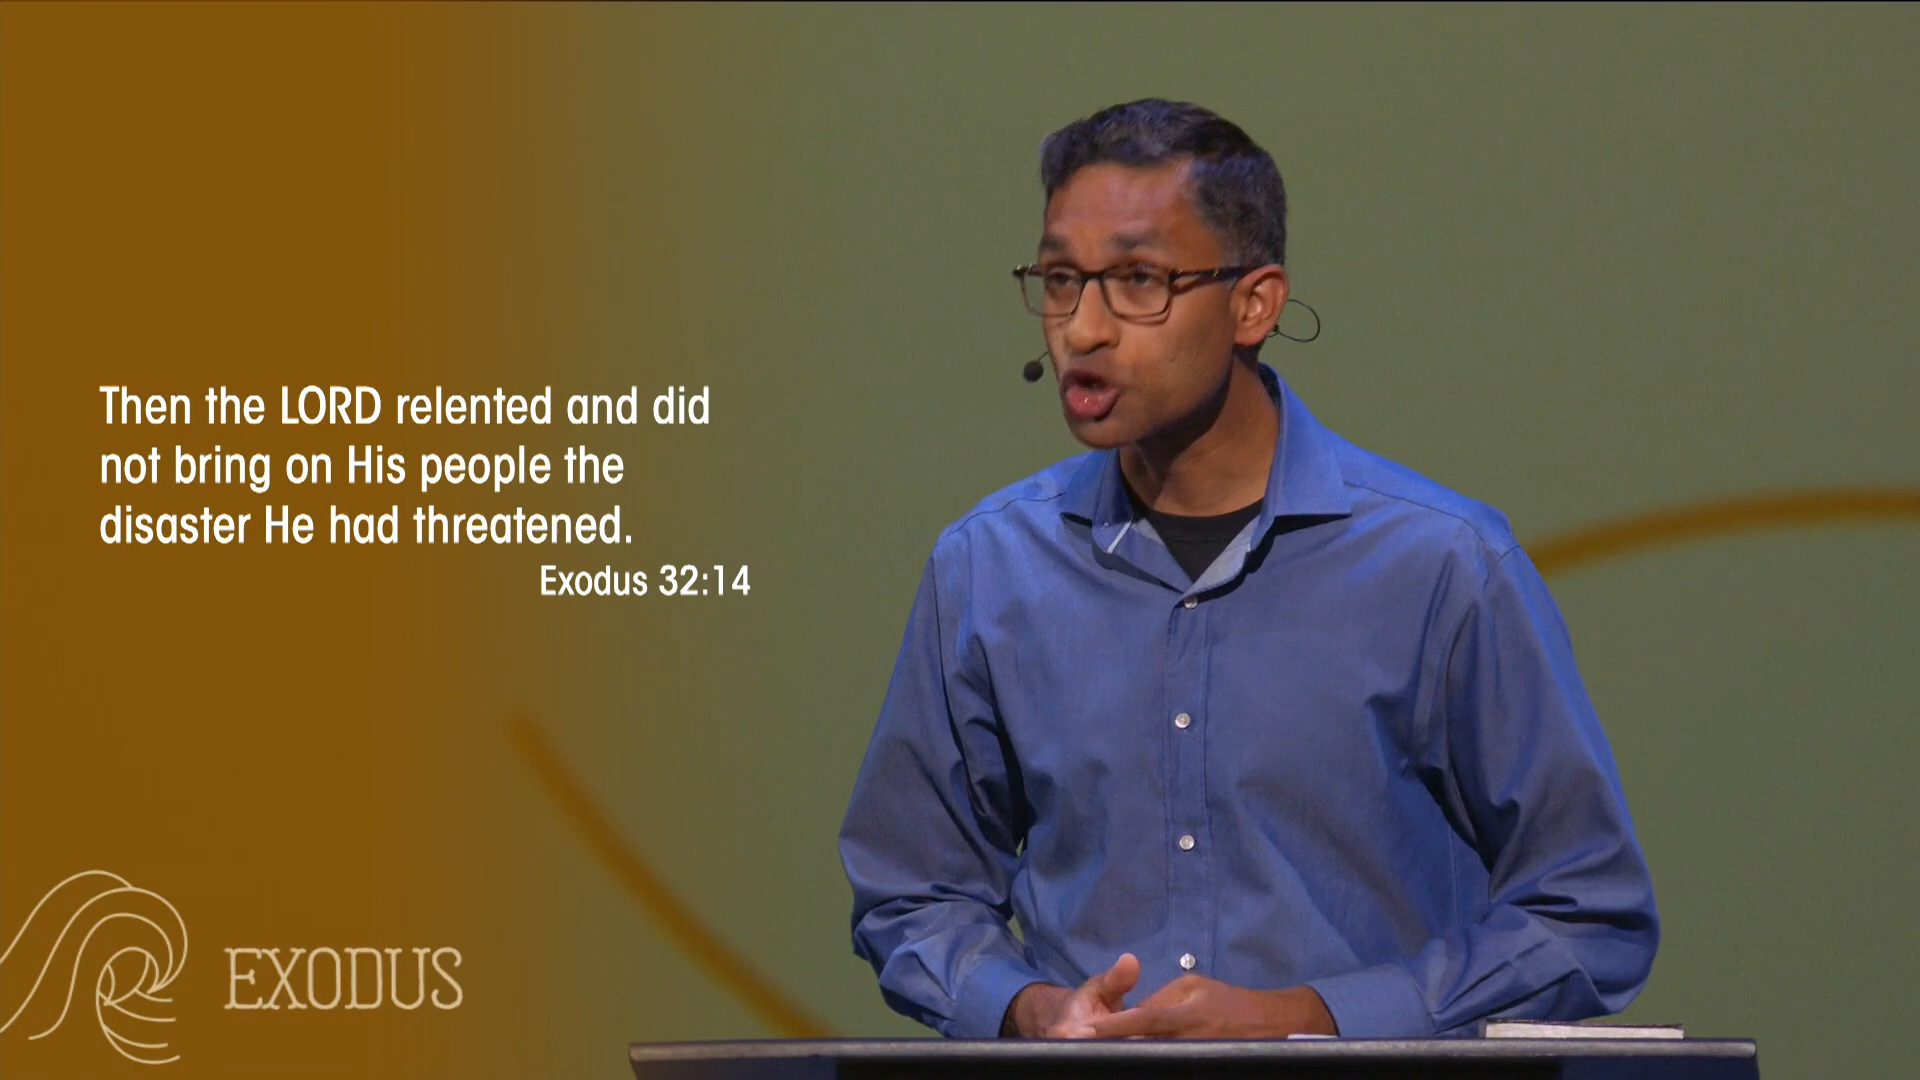 Then the LORD relented and did
not bring on His people the
disaster He had threatened.
Exodus 32:14
EXODUS